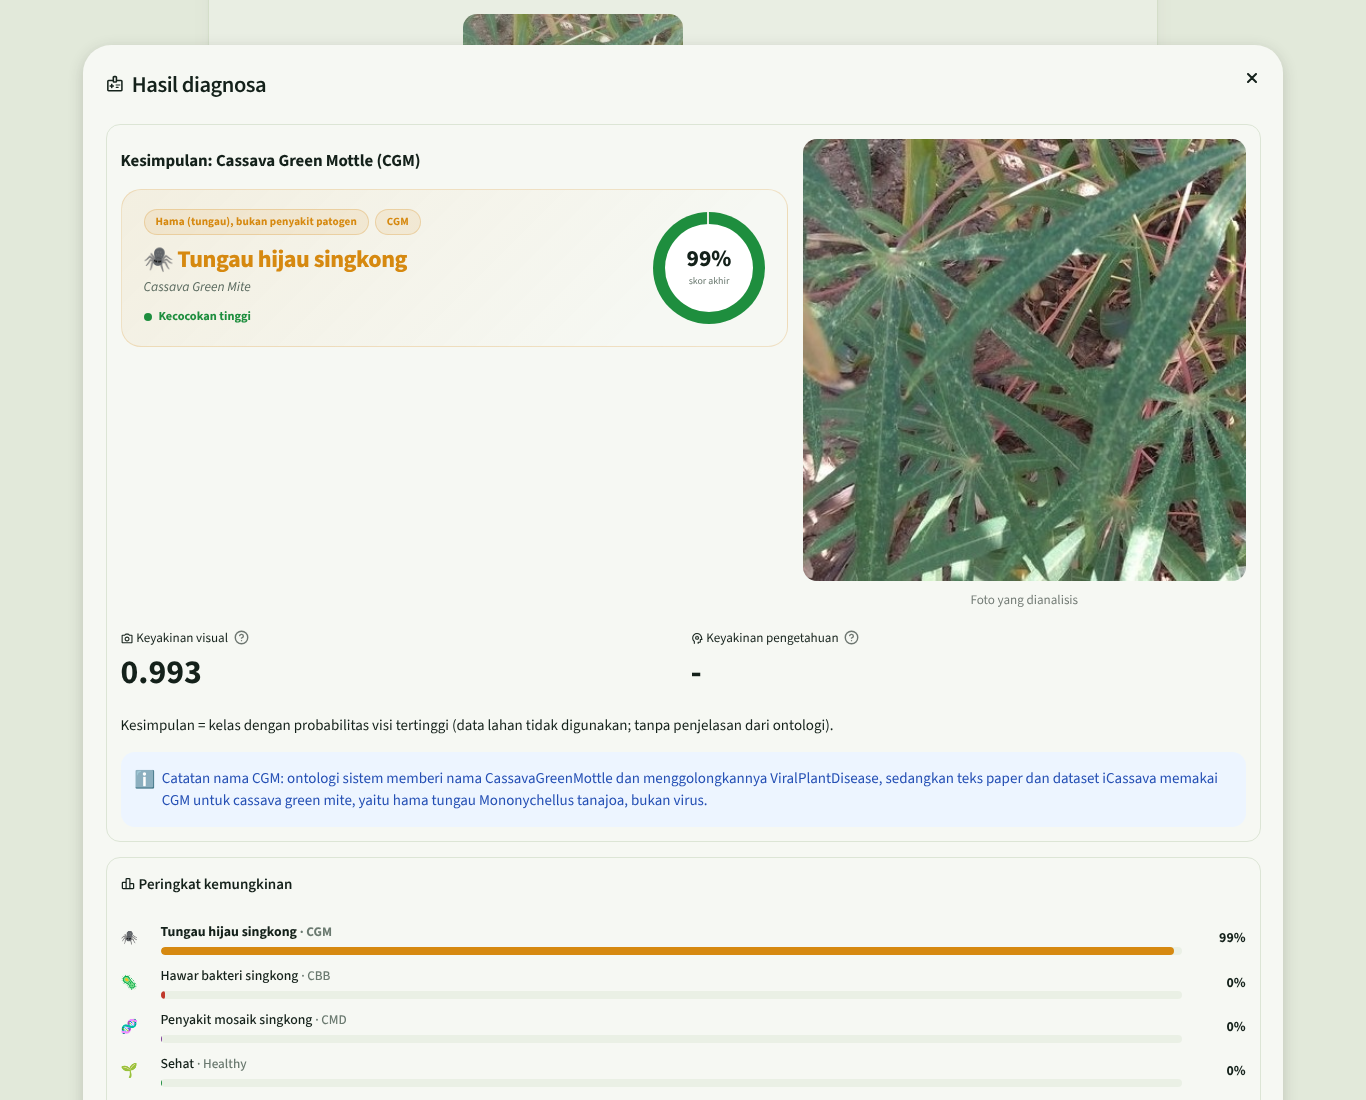 Hasil diagnosa
Kesimpulan: Cassava Green Mottle (CGM)
Hama (tungau), bukan penyakit patogen
CGM
Tungau hijau singkong
Cassava Green Mite
Kecocokan tinggi
99%
skor akhir
Foto yang dianalisis
Keyakinan visual
0.993
Keyakinan pengetahuan
-
Kesimpulan = kelas dengan probabilitas visi tertinggi (data lahan tidak digunakan; tanpa penjelasan dari ontologi).
Catatan nama CGM: ontologi sistem memberi nama CassavaGreenMottle dan menggolongkannya ViralPlantDisease, sedangkan teks paper dan dataset iCassava memakai
CGM untuk cassava green mite, yaitu hama tungau Mononychellus tanajoa, bukan virus.
Peringkat kemungkinan
Tungau hijau singkong · CGM
99%
Hawar bakteri singkong · CBB
0%
Penyakit mosaik singkong · CMD
0%
Sehat · Healthy
0%